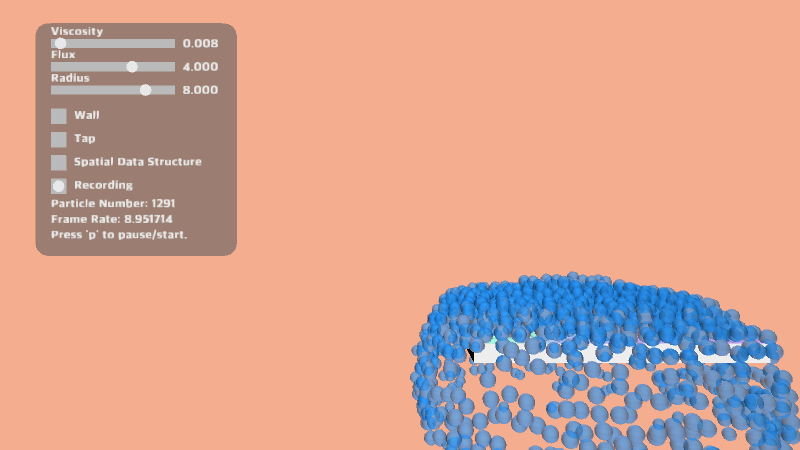 Viscosity
0.008
Flux
4.000
Radius
8.000
Wall
Tap
Spatial Data Structure
Recording
Particle Number: 1291
Frame Rate: 8.951714
Press 'p' to pause/start.